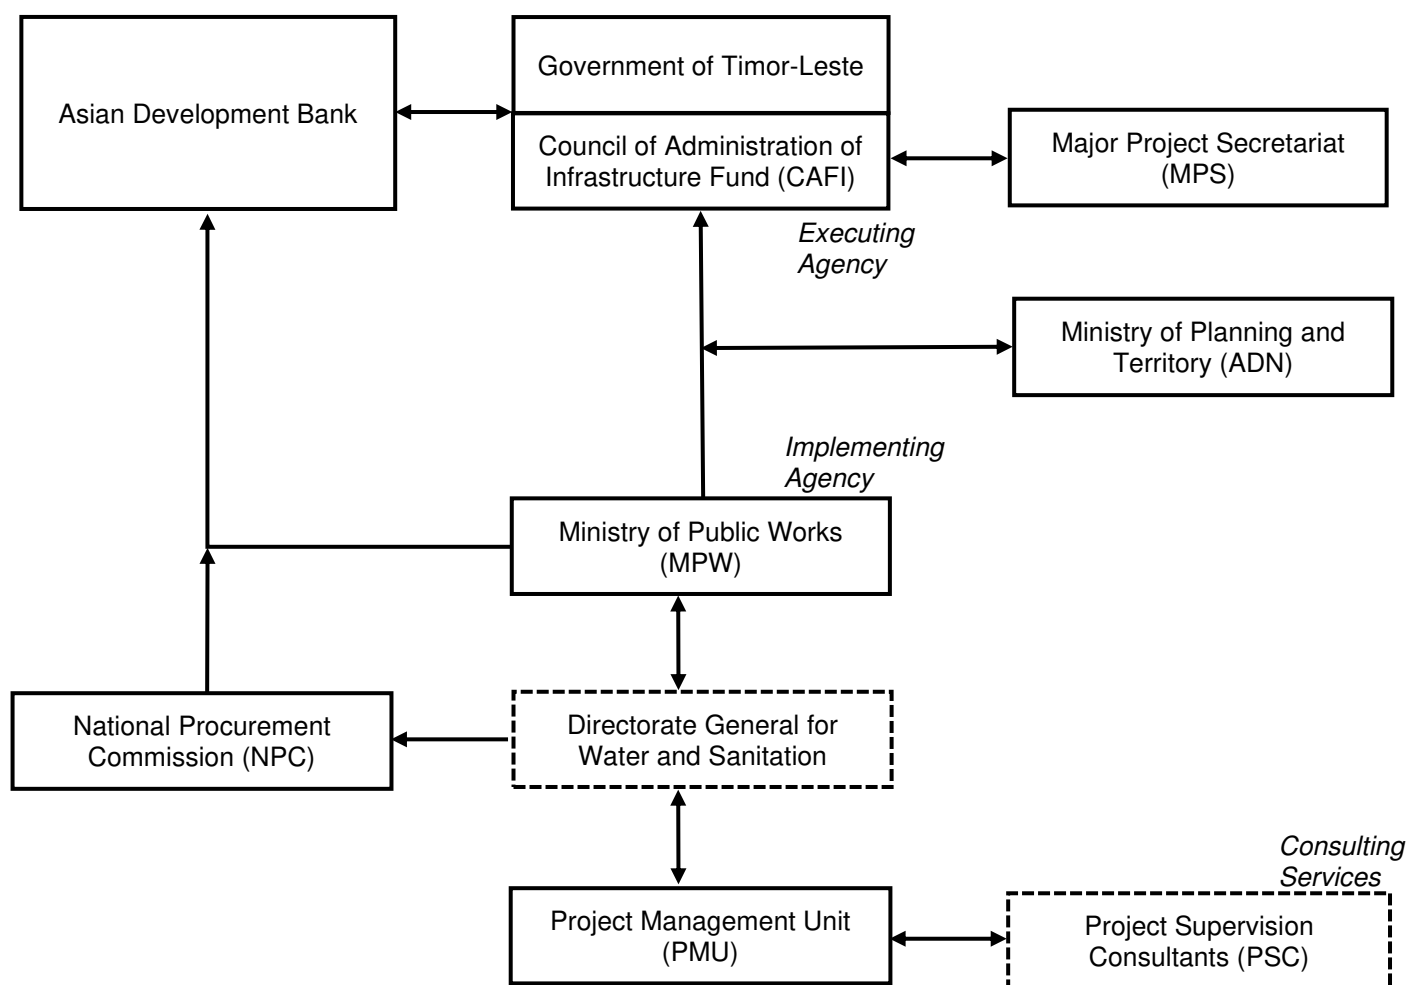 Asian Development Bank
Government of Timor-Leste
Council of Administration of
Infrastructure Fund (CAFI)
Major Project Secretariat
(MPS)
Executing
Agency
Ministry of Planning and
Territory (ADN)
Implementing
Agency
Ministry of Public Works
(MPW)
National Procurement
Commission (NPC)
Directorate General for
Water and Sanitation
Consulting
Services
Project Management Unit
(PMU)
Project Supervision
Consultants (PSC)